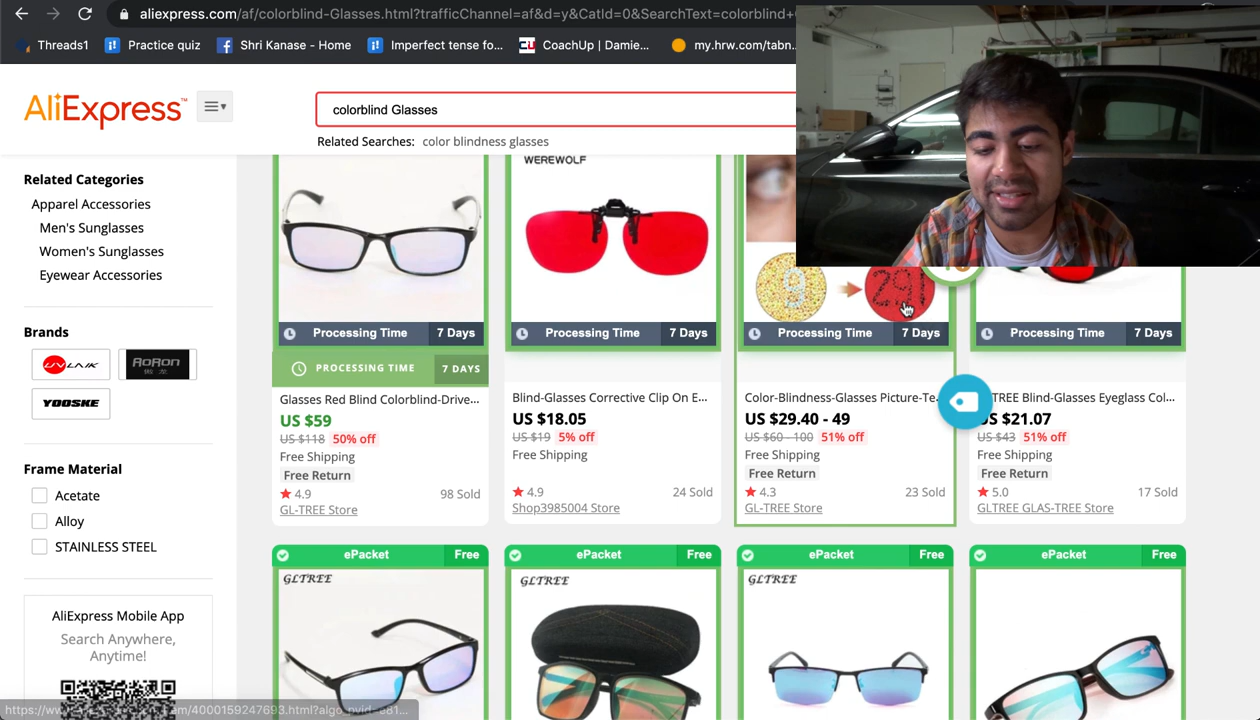 aliexpress.com/af/colorblind-Glasses.html?trafficChannel=af&d=y&CatId=0&SearchText=colorblind+
Threads1
Practice quiz
Shri Kanase - Home
Imperfect tense fo...
CoachUp | Damie...
my.hrw.com/tabn...
AliExpress™
colorblind Glasses
Related Searches: color blindness glasses
Related Categories
Apparel Accessories
Men's Sunglasses
Women's Sunglasses
Eyewear Accessories
Brands
AORON
YOOSKE
Frame Material
Acetate
Alloy
STAINLESS STEEL
AliExpress Mobile App
Search Anywhere,
Anytime!
Processing Time 7 Days
PROCESSING TIME 7 DAYS
Glasses Red Blind Colorblind-Drive...
US $59
US $118 50% off
Free Shipping
Free Return
4.9 98 Sold
GL-TREE Store
WEREWOLF
Processing Time 7 Days
Blind-Glasses Corrective Clip On E...
US $18.05
US $19 5% off
Free Shipping
4.9 24 Sold
Shop3985004 Store
9 291
Processing Time 7 Days
Color-Blindness-Glasses Picture-Te...
US $29.40 - 49
US $60 - 100 51% off
Free Shipping
Free Return
4.3 23 Sold
GL-TREE Store
Processing Time 7 Days
TREE Blind-Glasses Eyeglass Col...
US $21.07
US $43 51% off
Free Shipping
Free Return
5.0 17 Sold
GLTREE GLAS-TREE Store
ePacket Free
GLTREE
ePacket Free
GLTREE
ePacket Free
GLTREE
ePacket Free